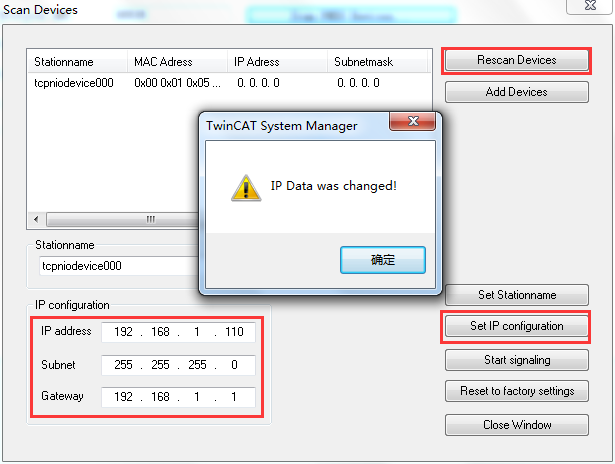 Scan Devices
Stationname MAC Adress IP Adress Subnetmask
tcpniodevice000 0x00 0x01 0x05 ... 0. 0. 0. 0 0. 0. 0. 0
Rescan Devices
Add Devices
TwinCAT System Manager
IP Data was changed!
确定
Stationname
tcpniodevice000
Set Stationname
IP configuration
IP address 192 . 168 . 1 . 110
Set IP configuration
Subnet 255 . 255 . 255 . 0
Start signaling
Gateway 192 . 168 . 1 . 1
Reset to factory settings
Close Window